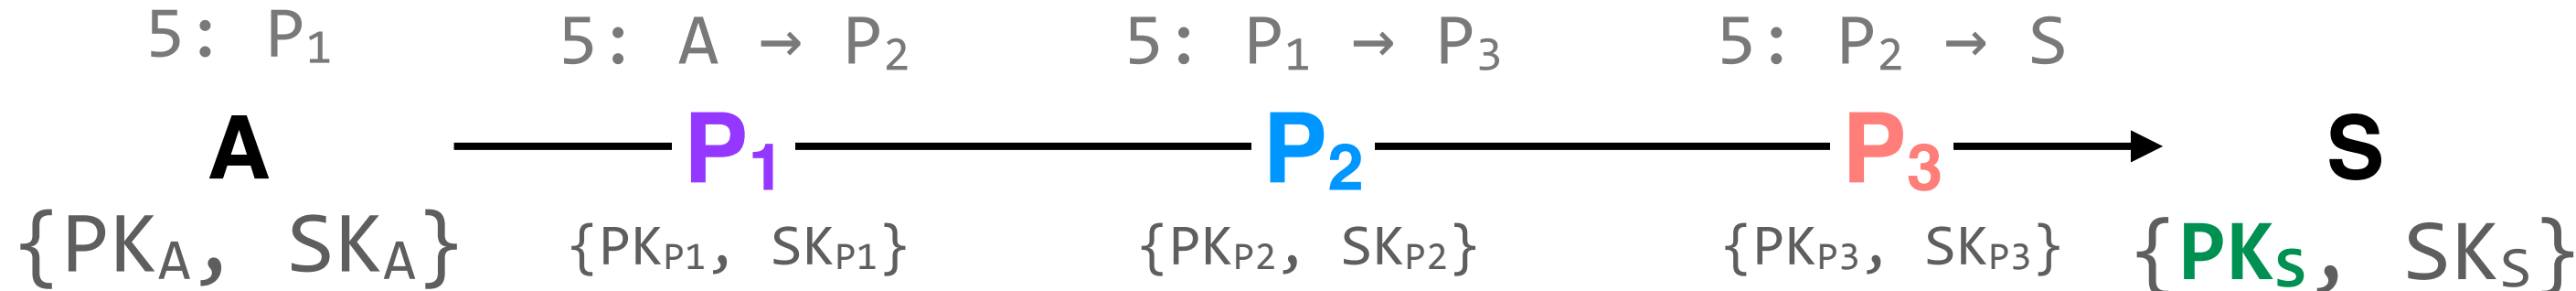 5: P₁ 5: A → P₂ 5: P₁ → P₃ 5: P₂ → S
A P₁ P₂ P₃ S
{PKA, SKA} {PKP1, SKP1} {PKP2, SKP2} {PKP3, SKP3} {PKS, SKS}